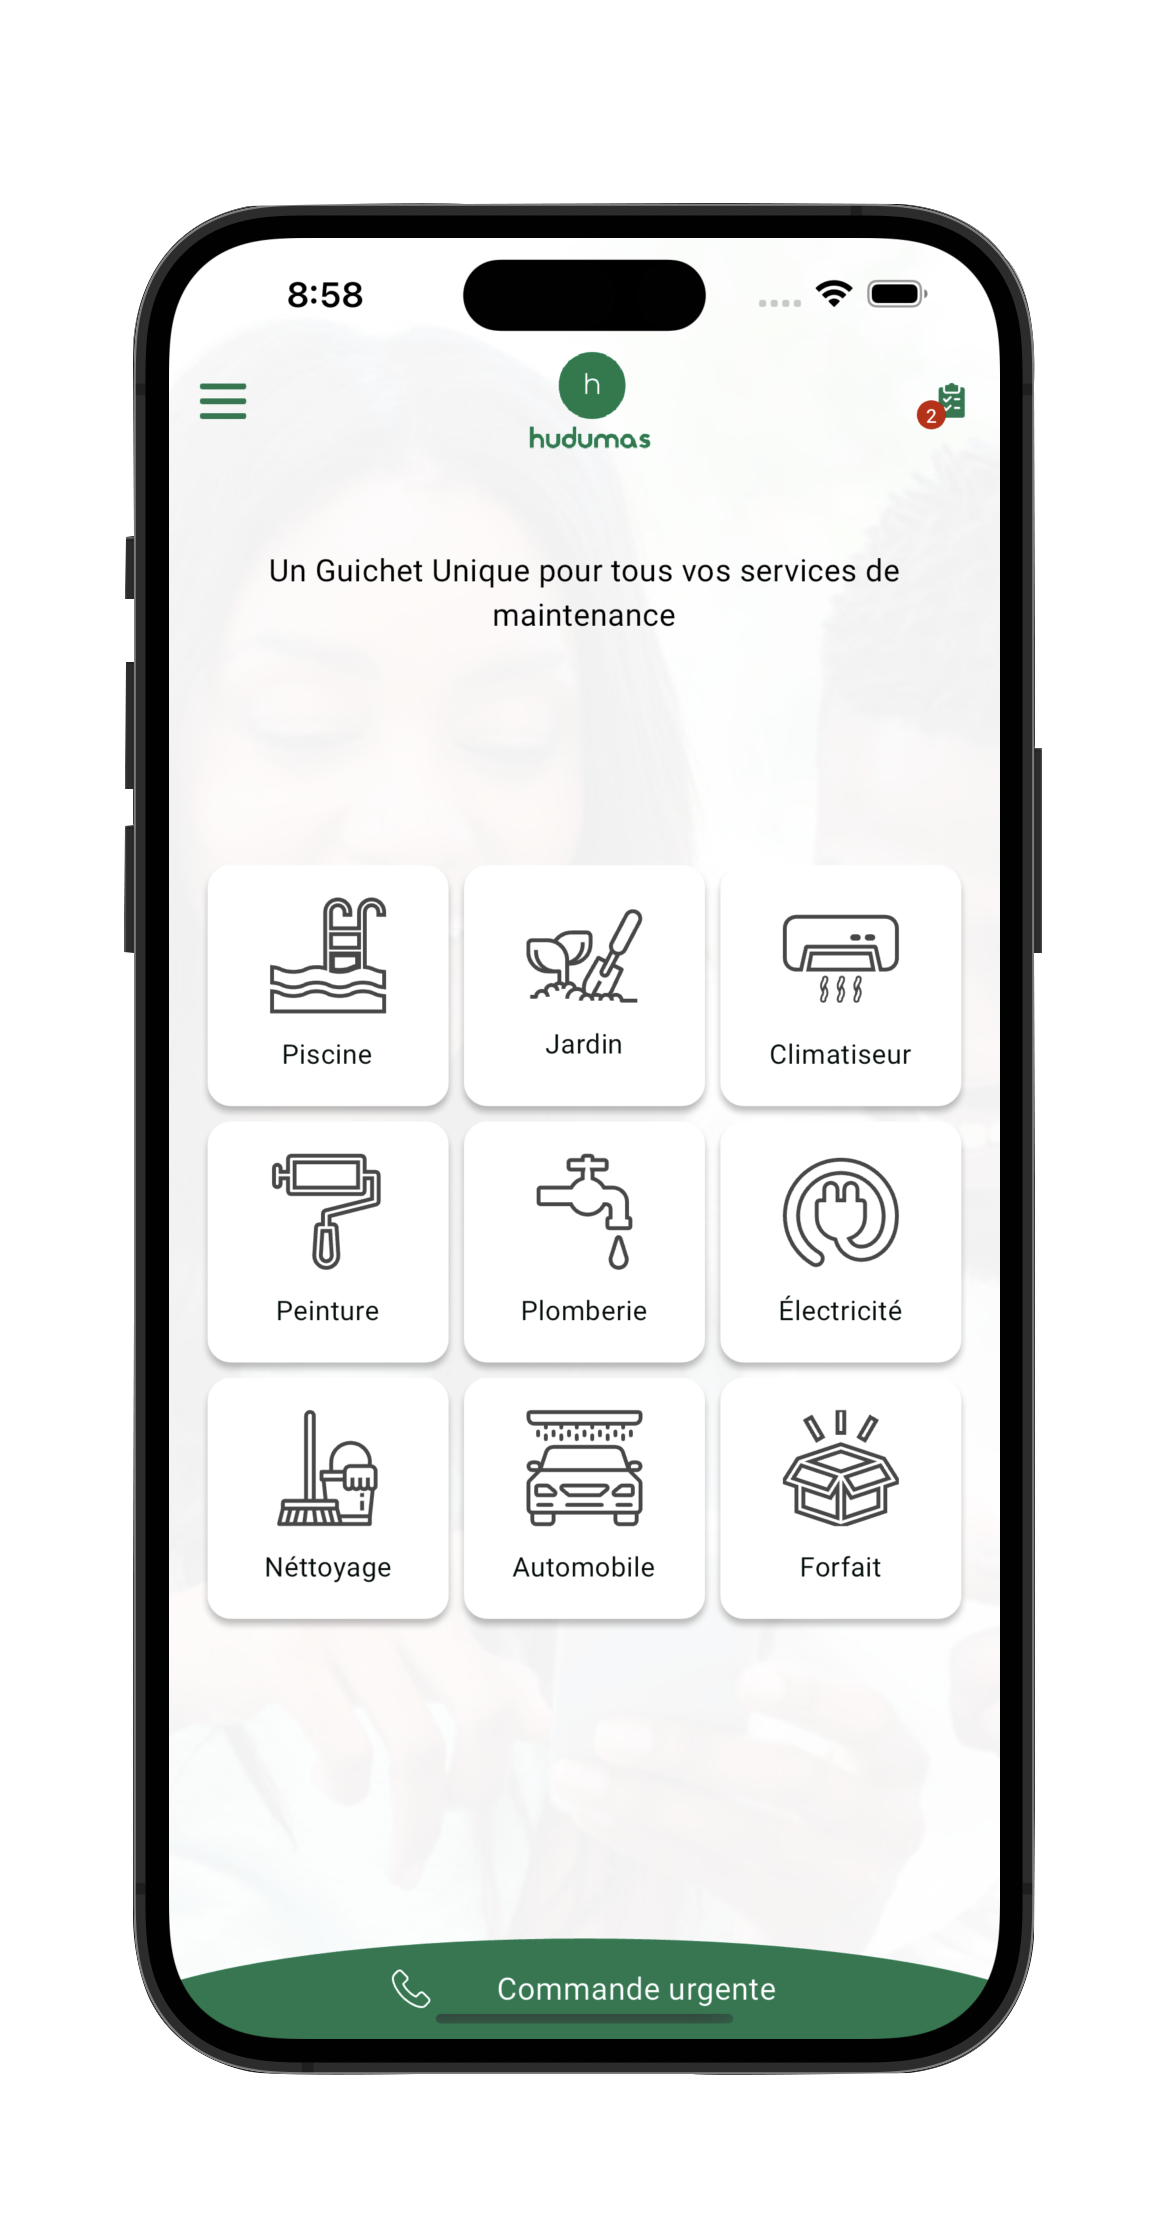 8:58
h
hudumas
2
Un Guichet Unique pour tous vos services de
maintenance
Piscine
Jardin
Climatiseur
Peinture
Plomberie
Électricité
Néttoyage
Automobile
Forfait
Commande urgente